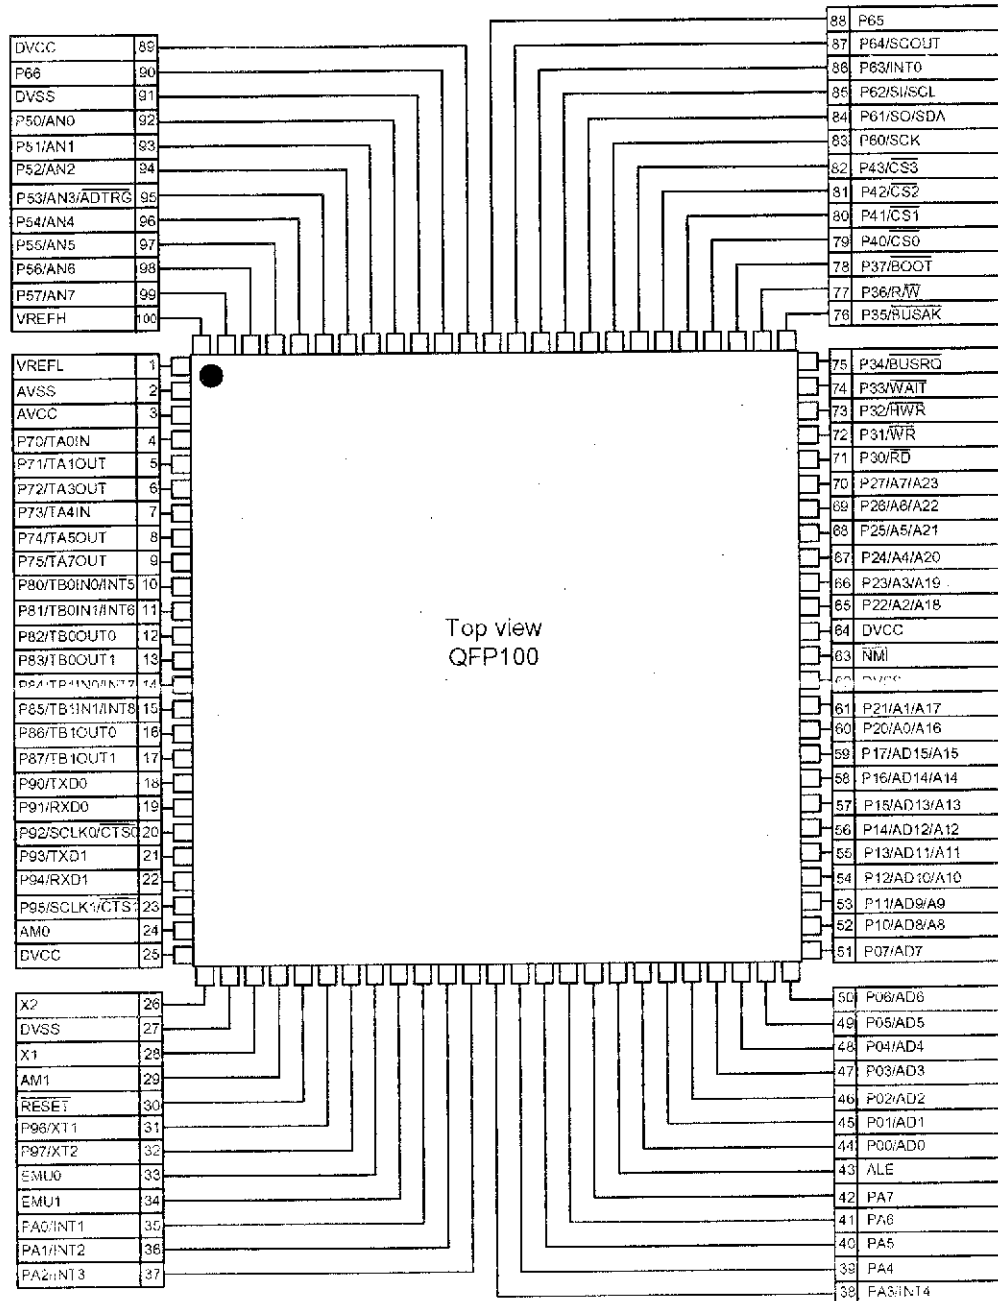 88 P65
87 P64/SCOUT
86 P63/INT0
85 P62/SI/SCL
84 P61/SO/SDA
83 P60/SCK
82 P43/CS3
81 P42/CS2
80 P41/CS1
79 P40/CS0
78 P37/BOOT
77 P36/R/W
76 P35/BUSAK
DVCC 89
P66 90
DVSS 91
P50/AN0 92
P51/AN1 93
P52/AN2 94
P53/AN3/ADTRG 95
P54/AN4 96
P55/AN5 97
P56/AN6 98
P57/AN7 99
VREFH 100
VREFL 1
AVSS 2
AVCC 3
P70/TA0IN 4
P71/TA1OUT 5
P72/TA3OUT 6
P73/TA4IN 7
P74/TA5OUT 8
P75/TA7OUT 9
P80/TB0IN0/INT5 10
P81/TB0IN1/INT6 11
P82/TB0OUT0 12
P83/TB0OUT1 13
P84/TB1IN0/INT7 14
P85/TB1IN1/INT8 15
P86/TB1OUT0 16
P87/TB1OUT1 17
P90/TXD0 18
P91/RXD0 19
P92/SCLK0/CTS0 20
P93/TXD1 21
P94/RXD1 22
P95/SCLK1/CTS1 23
AM0 24
DVCC 25
Top view
QFP100
75 P34/BUSRQ
74 P33/WAIT
73 P32/HWR
72 P31/WR
71 P30/RD
70 P27/A7/A23
69 P26/A6/A22
68 P25/A5/A21
67 P24/A4/A20
66 P23/A3/A19
65 P22/A2/A18
64 DVCC
63 NMI
62 DVSS
61 P21/A1/A17
60 P20/A0/A16
59 P17/AD15/A15
58 P16/AD14/A14
57 P15/AD13/A13
56 P14/AD12/A12
55 P13/AD11/A11
54 P12/AD10/A10
53 P11/AD9/A9
52 P10/AD8/A8
51 P07/AD7
X2 26
DVSS 27
X1 28
AM1 29
RESET 30
P96/XT1 31
P97/XT2 32
EMU0 33
EMU1 34
PA0/INT1 35
PA1/INT2 36
PA2/INT3 37
50 P06/AD6
49 P05/AD5
48 P04/AD4
47 P03/AD3
46 P02/AD2
45 P01/AD1
44 P00/AD0
43 ALE
42 PA7
41 PA6
40 PA5
39 PA4
38 PA3/INT4